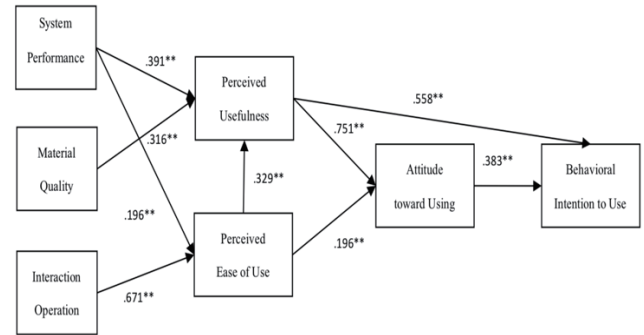 System
Performance
.391**
Perceived
Usefulness
.558**
.751**
.316**
Material
Quality
.329**
Attitude
toward Using
.383**
Behavioral
Intention to Use
.196**
Perceived
Ease of Use
.196**
Interaction
Operation
.671**